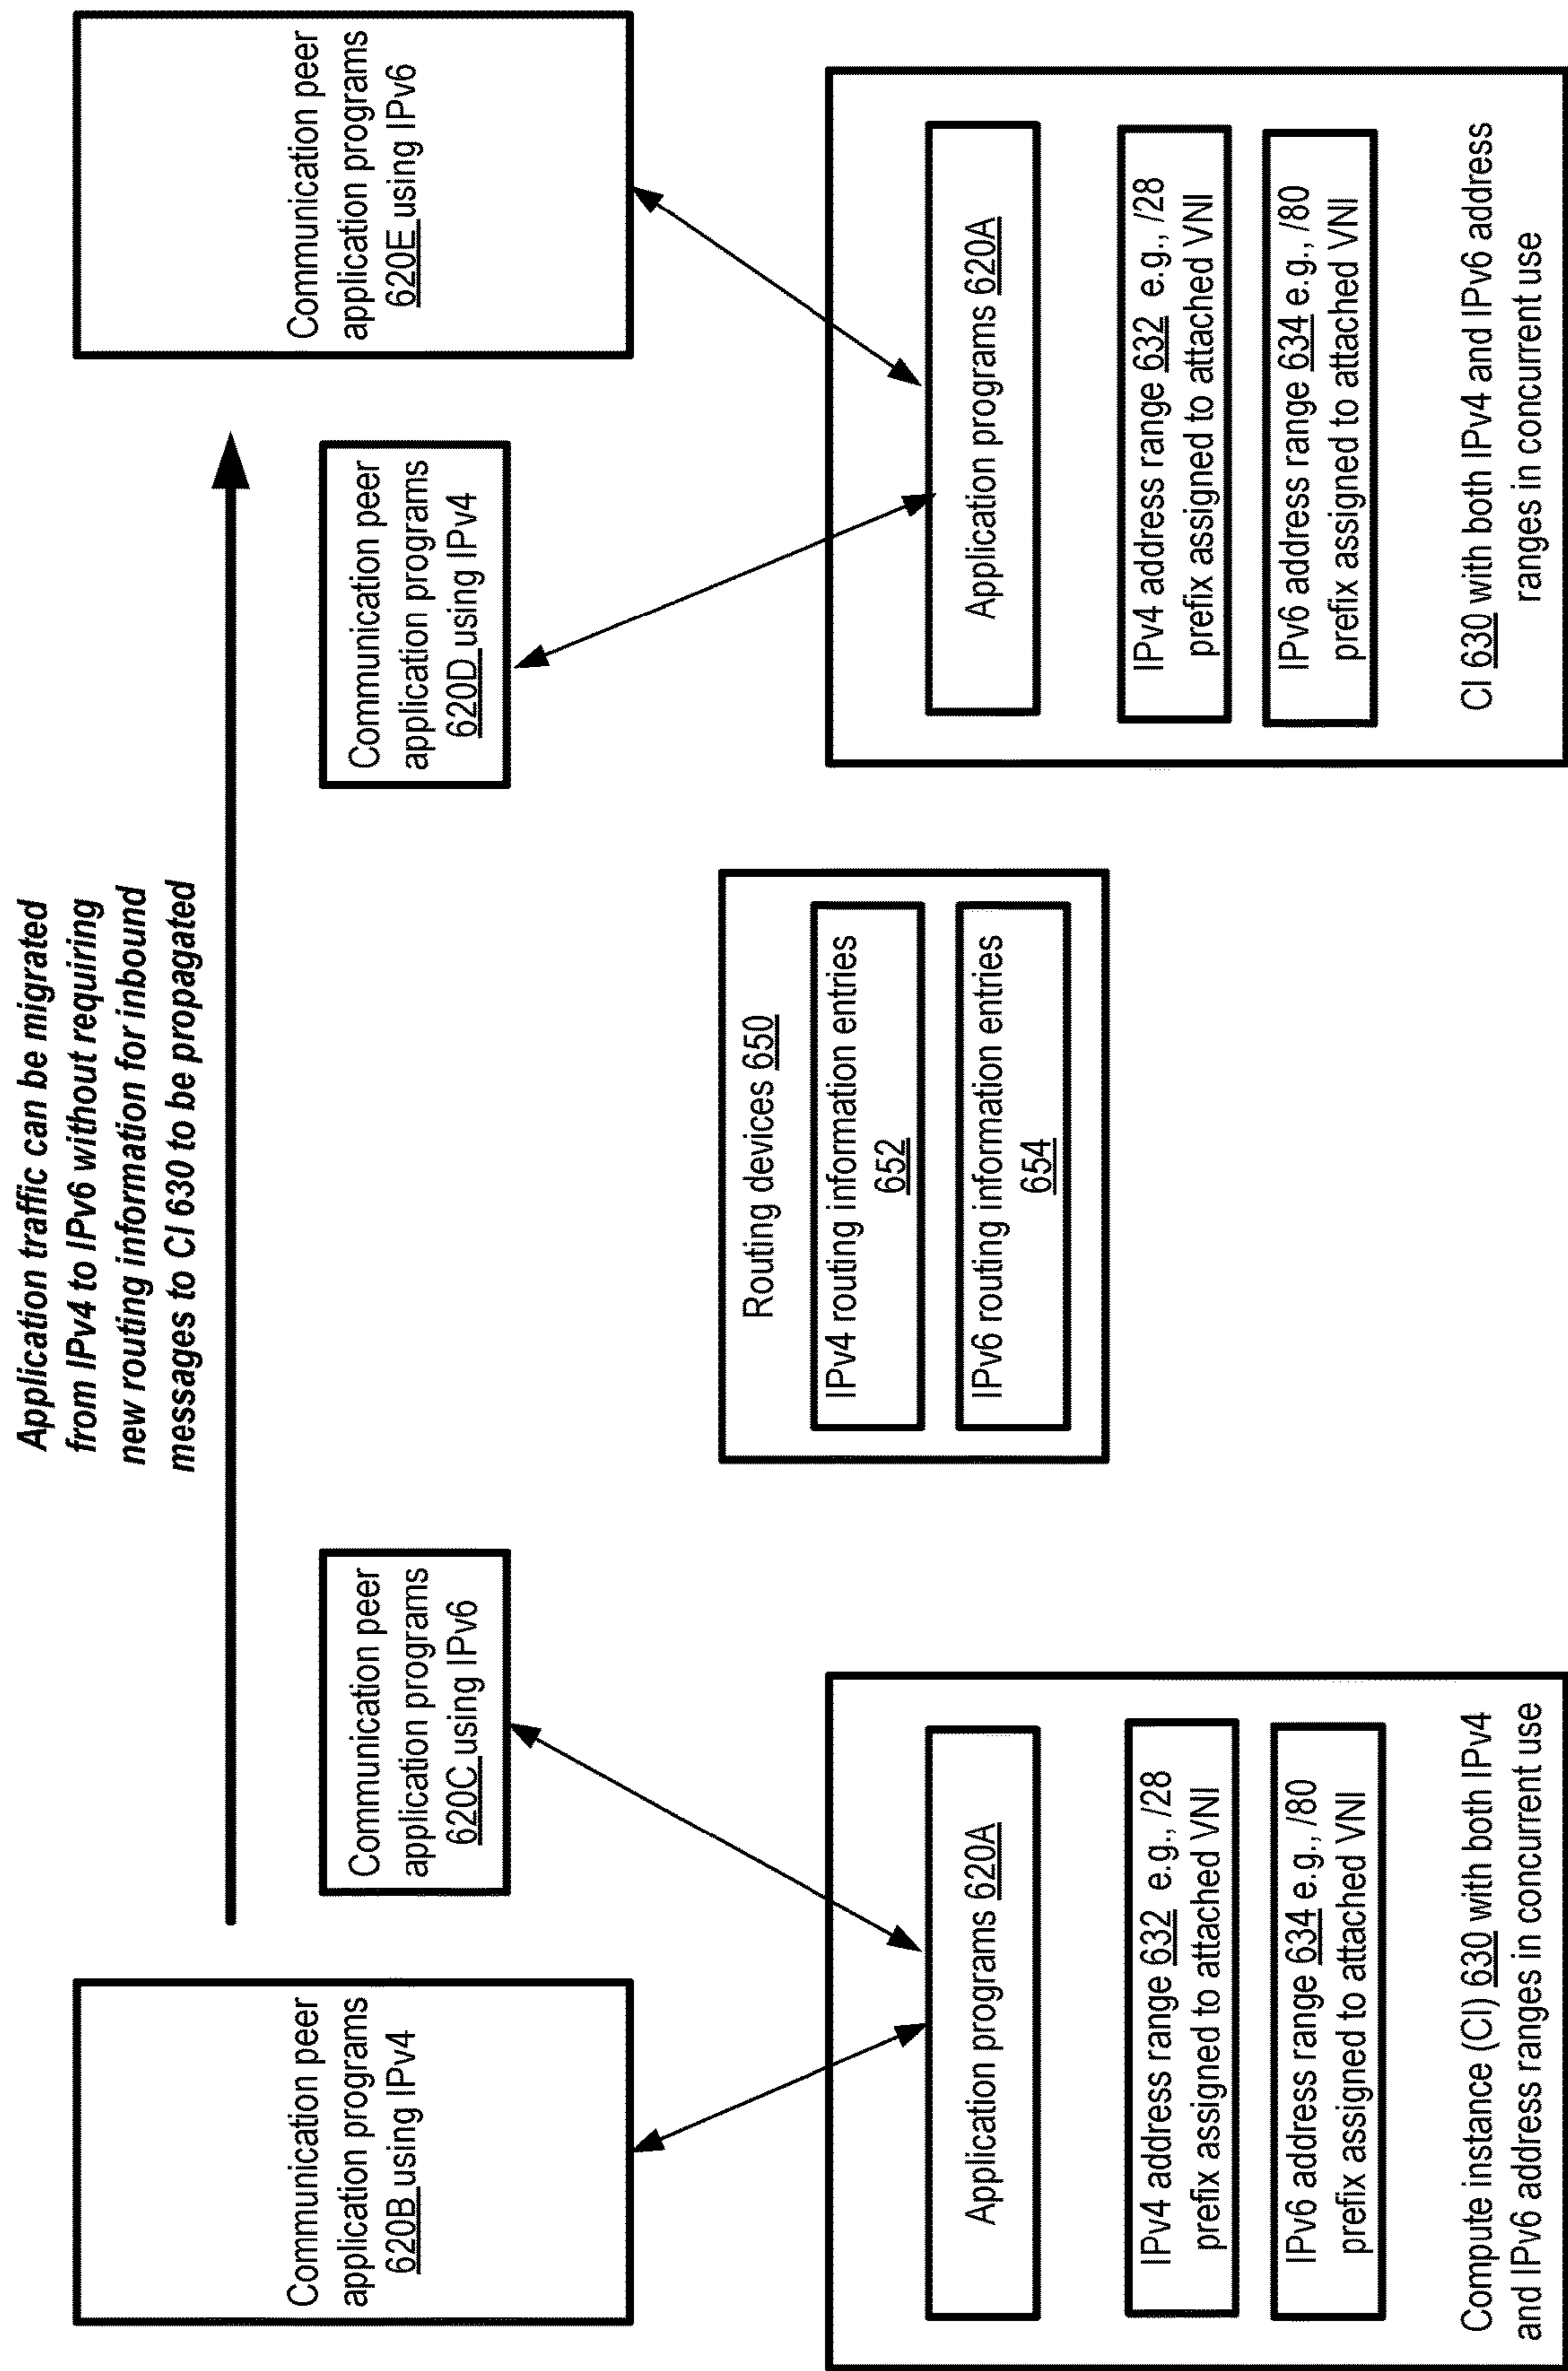 Application traffic can be migrated
from IPv4 to IPv6 without requiring
new routing information for inbound
messages to CI 630 to be propagated
Communication peer
application programs
620B using IPv4
Communication peer
application programs
620C using IPv6
Communication peer
application programs
620D using IPv4
Communication peer
application programs
620E using IPv6
Application programs 620A
IPv4 address range 632 e.g., /28
prefix assigned to attached VNI
IPv6 address range 634 e.g., /80
prefix assigned to attached VNI
Compute instance (CI) 630 with both IPv4
and IPv6 address ranges in concurrent use
Routing devices 650
IPv4 routing information entries
652
IPv6 routing information entries
654
Application programs 620A
IPv4 address range 632 e.g., /28
prefix assigned to attached VNI
IPv6 address range 634 e.g., /80
prefix assigned to attached VNI
CI 630 with both IPv4 and IPv6 address
ranges in concurrent use